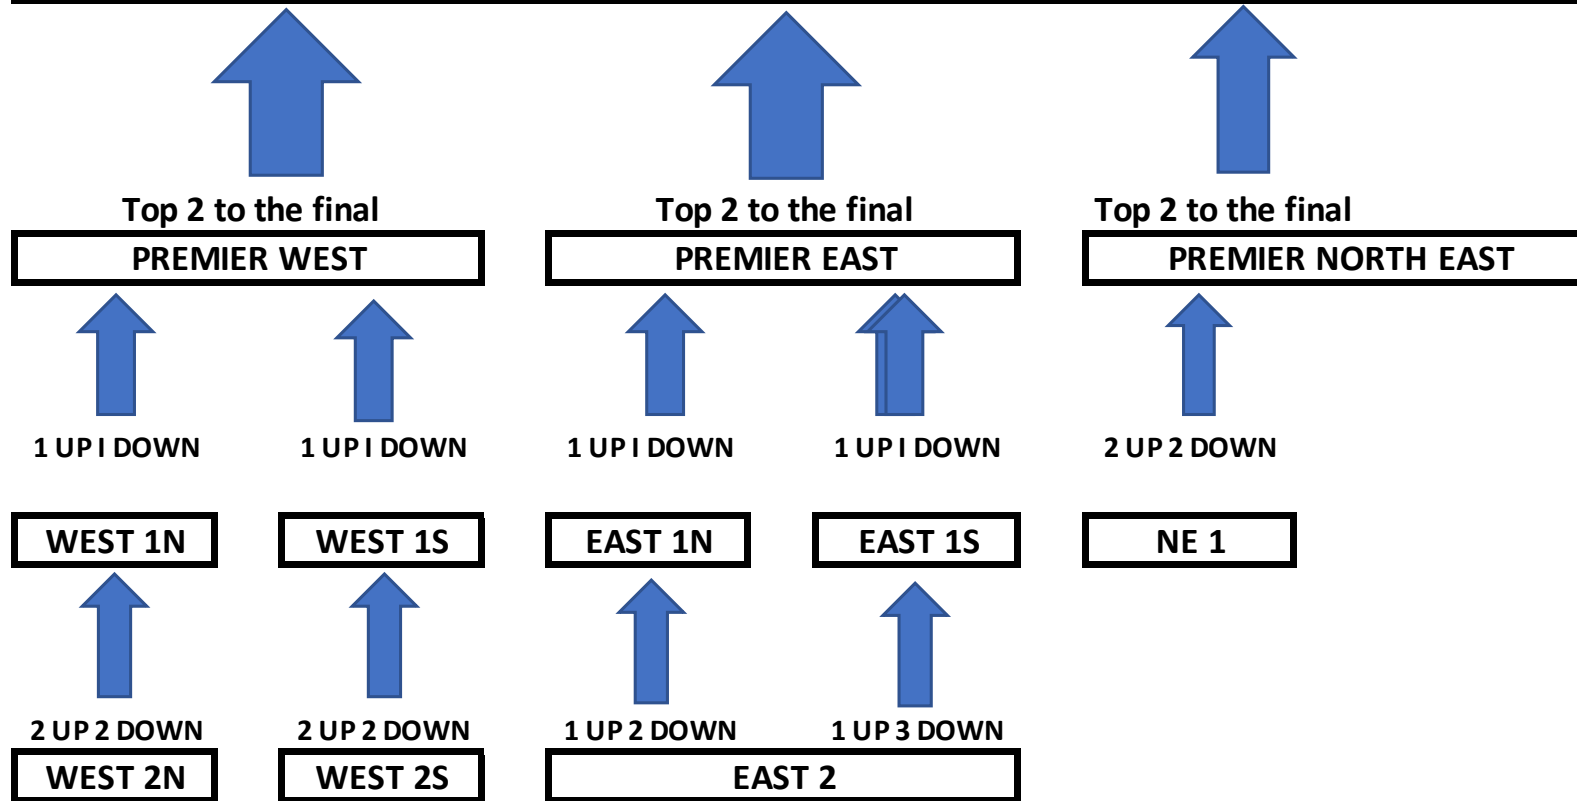 Top 2 to the final Top 2 to the final Top 2 to the final
PREMIER WEST PREMIER EAST PREMIER NORTH EAST
1 UP I DOWN 1 UP I DOWN 1 UP I DOWN 1 UP I DOWN 2 UP 2 DOWN
WEST 1N WEST 1S EAST 1N EAST 1S NE 1
2 UP 2 DOWN 2 UP 2 DOWN 1 UP 2 DOWN 1 UP 3 DOWN
WEST 2N WEST 2S EAST 2